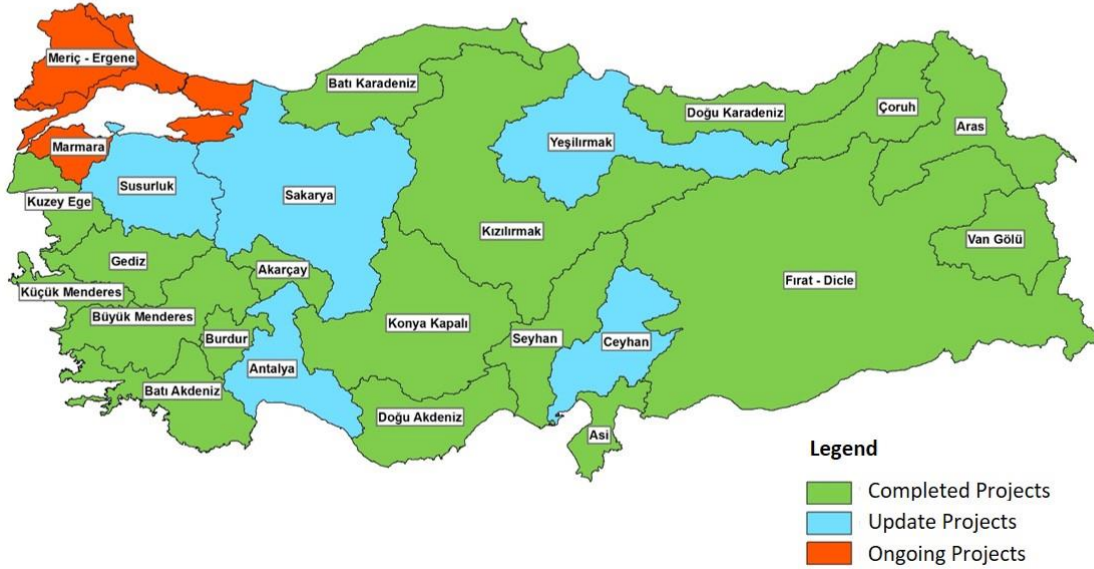 Meriç - Ergene
Batı Karadeniz
Doğu Karadeniz
Çoruh
Aras
Marmara
Yeşilırmak
Susurluk
Sakarya
Kuzey Ege
Kızılırmak
Van Gölü
Gediz
Akarçay
Fırat - Dicle
Küçük Menderes
Büyük Menderes
Konya Kapalı
Burdur
Seyhan
Ceyhan
Antalya
Batı Akdeniz
Doğu Akdeniz
Asi
Legend
Completed Projects
Update Projects
Ongoing Projects